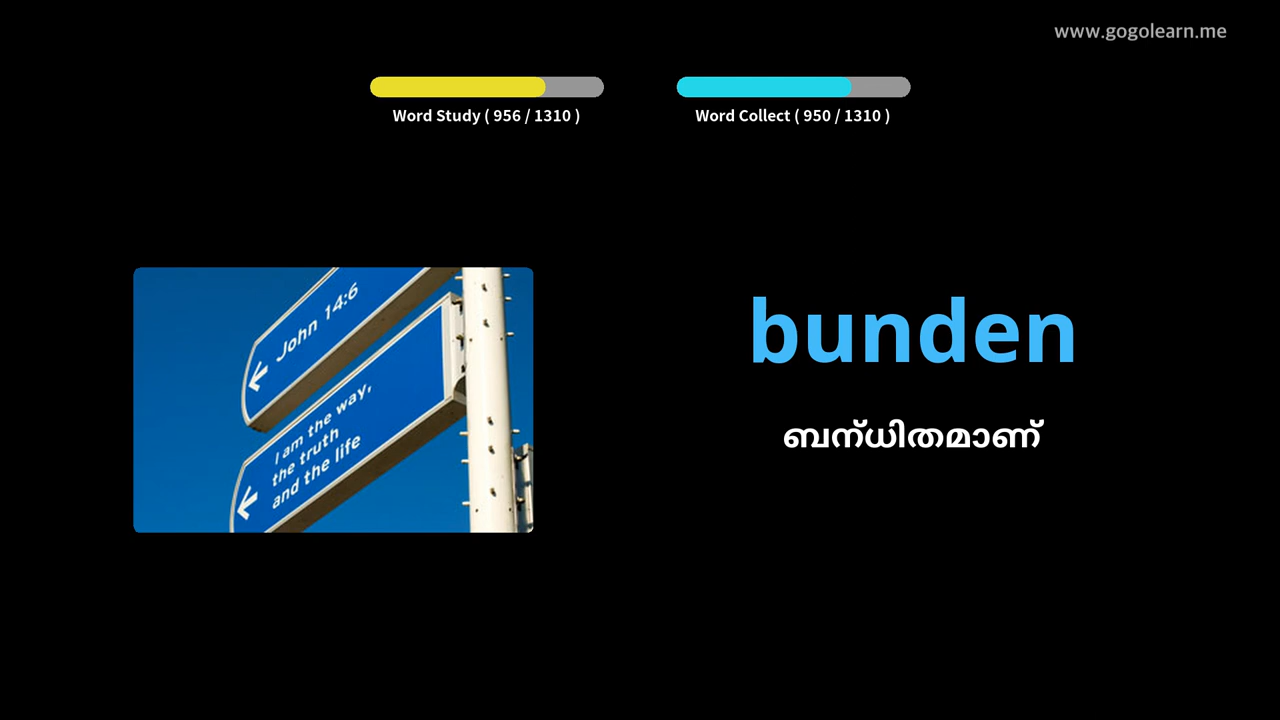 www.gogolearn.me
Word Study ( 956 / 1310 )
Word Collect ( 950 / 1310 )
John 14:6
I am the way,
the truth
and the life
bunden
ബന്ധിതമാണ്